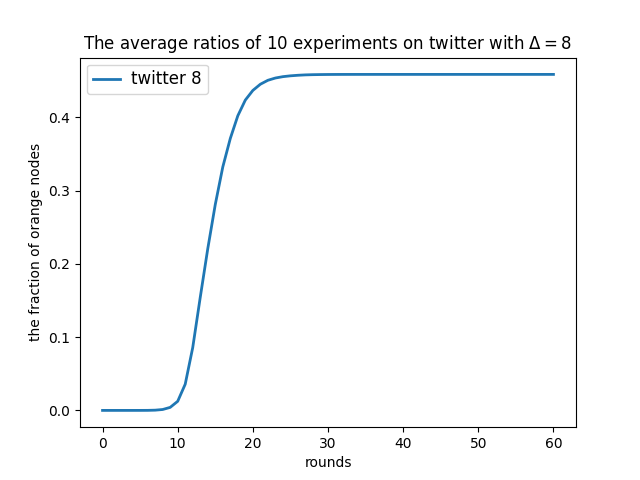 The average ratios of 10 experiments on twitter with Δ = 8
twitter 8
the fraction of orange nodes
0.4
0.3
0.2
0.1
0.0
0 10 20 30 40 50 60
rounds